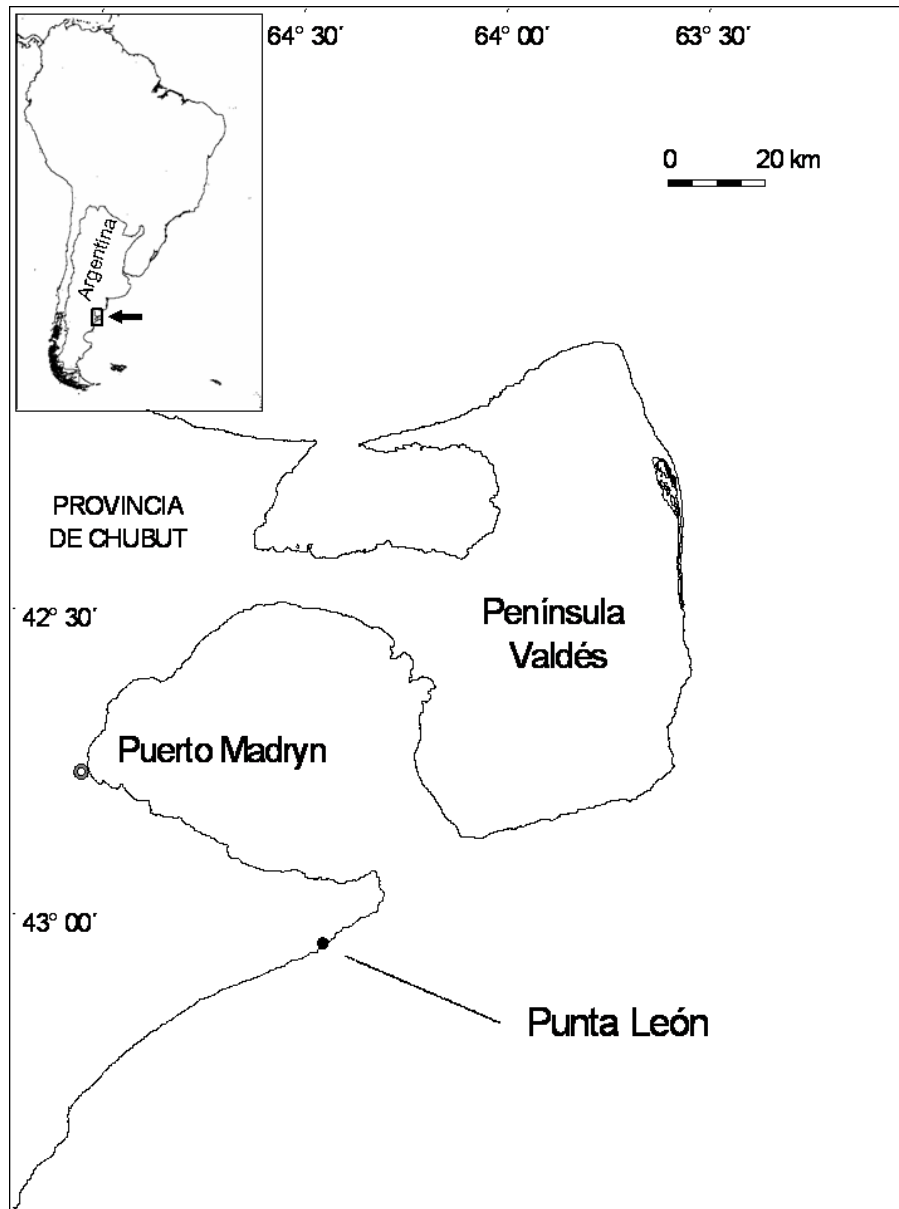 64° 30′ 64° 00′ 63° 30′
0 20 km
Argentina
PROVINCIA
DE CHUBUT
42° 30′
Península
Valdés
Puerto Madryn
43° 00′
Punta León